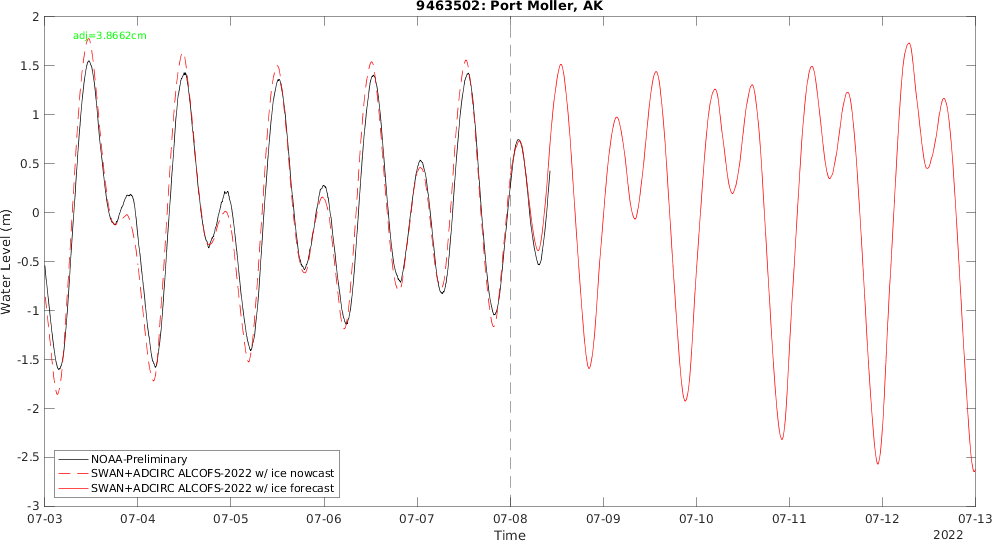 9463502: Port Moller, AK
adj=3.8662cm
2
1.5
1
0.5
0
-0.5
-1
-1.5
-2
-2.5
-3
Water Level (m)
NOAA-Preliminary
SWAN+ADCIRC ALCOFS-2022 w/ ice nowcast
SWAN+ADCIRC ALCOFS-2022 w/ ice forecast
07-03 07-04 07-05 07-06 07-07 07-08 07-09 07-10 07-11 07-12 07-13
Time
2022